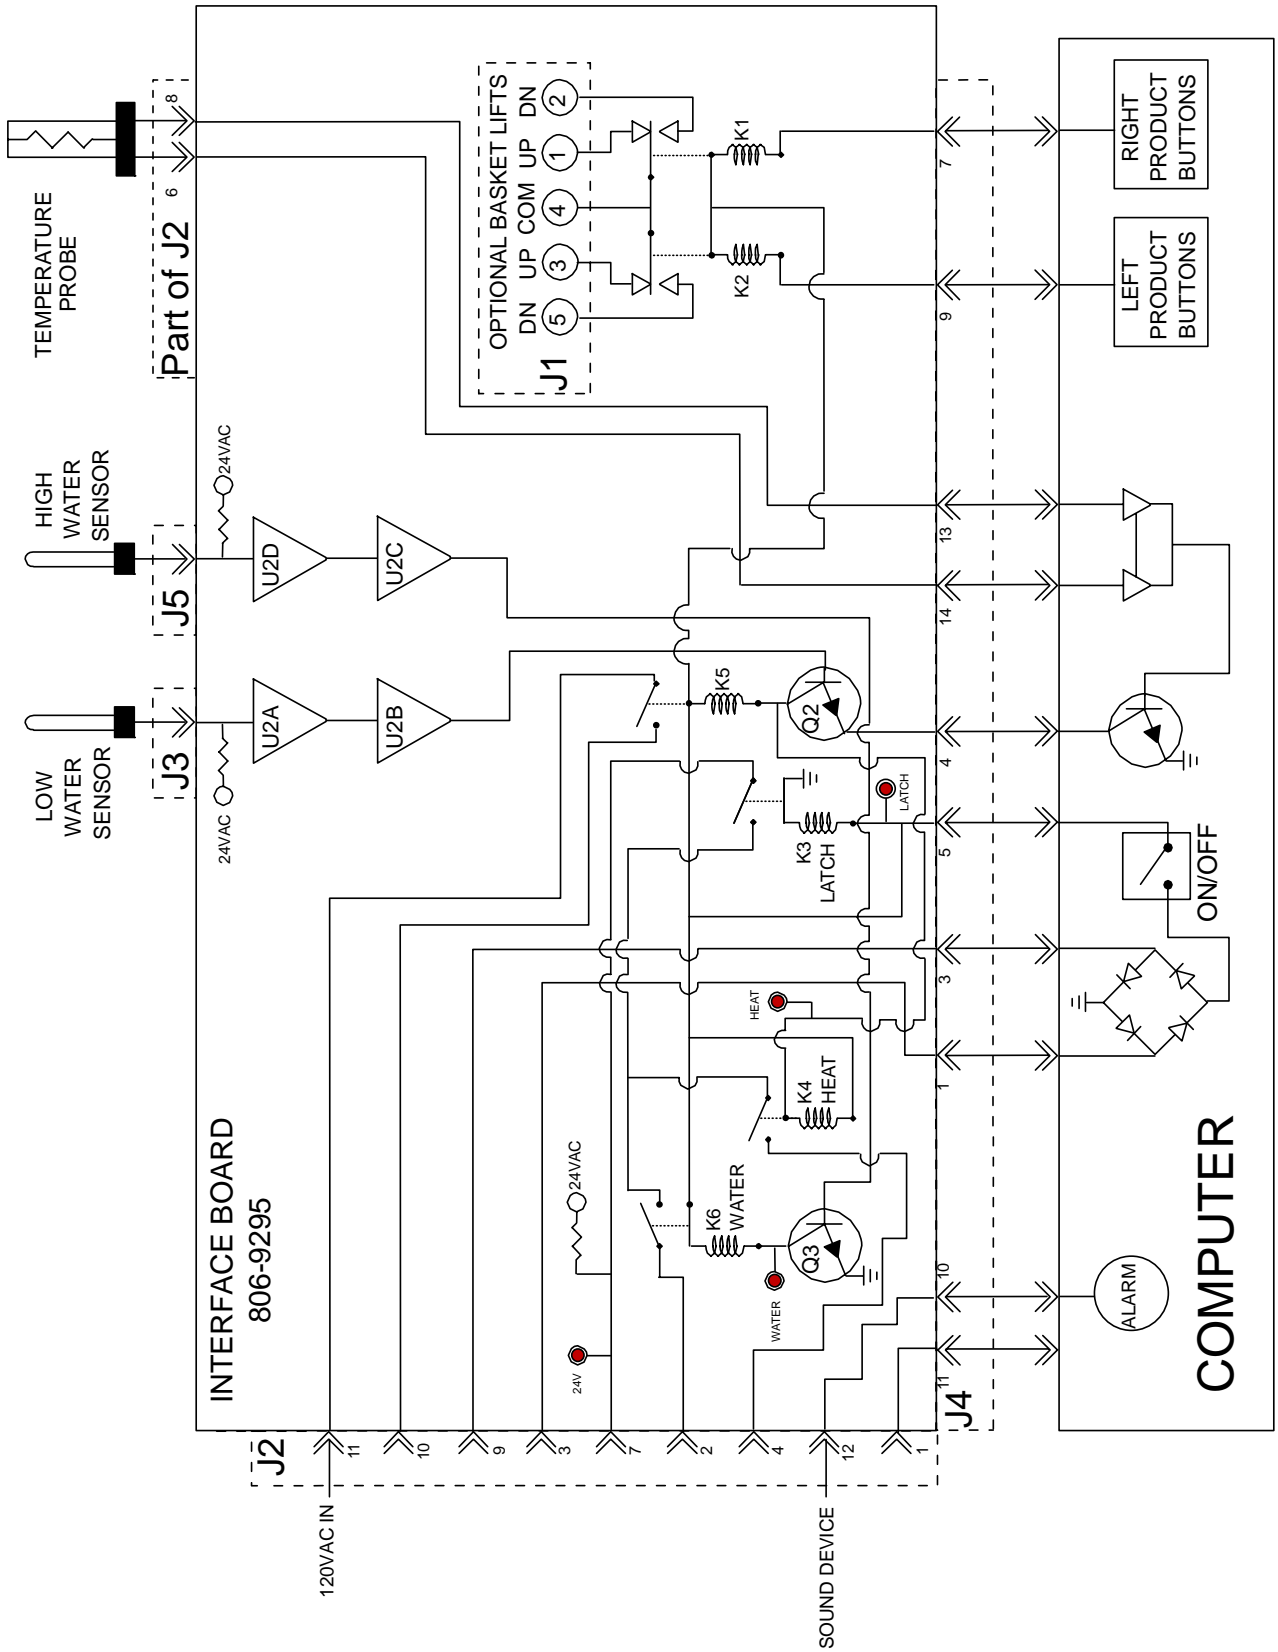 INTERFACE BOARD
806-9295
LOW
WATER
SENSOR
HIGH
WATER
SENSOR
TEMPERATURE
PROBE
J3
J5
Part of J2
6
8
24VAC
24VAC
U2A
U2B
U2D
U2C
OPTIONAL BASKET LIFTS
DN UP COM UP DN
5
3
4
1
2
J1
K2
K1
J2
120VAC IN
11
10
9
3
7
2
4
12
1
SOUND DEVICE
24V
24VAC
K6
WATER
WATER
Q3
HEAT
K4
HEAT
K3
LATCH
LATCH
K5
Q2
J4
11
10
1
3
5
4
14
13
9
7
ALARM
ON/OFF
LEFT
PRODUCT
BUTTONS
RIGHT
PRODUCT
BUTTONS
COMPUTER